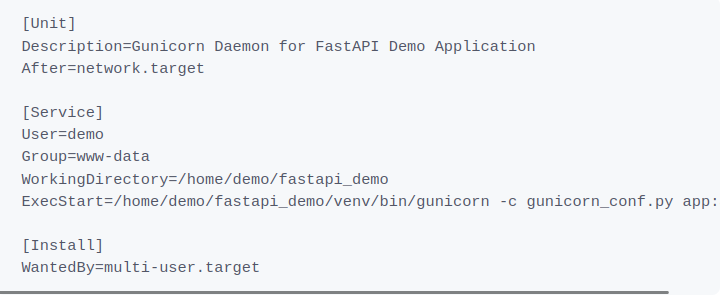 [Unit]
Description=Gunicorn Daemon for FastAPI Demo Application
After=network.target
[Service]
User=demo
Group=www-data
WorkingDirectory=/home/demo/fastapi_demo
ExecStart=/home/demo/fastapi_demo/venv/bin/gunicorn -c gunicorn_conf.py app:
[Install]
WantedBy=multi-user.target